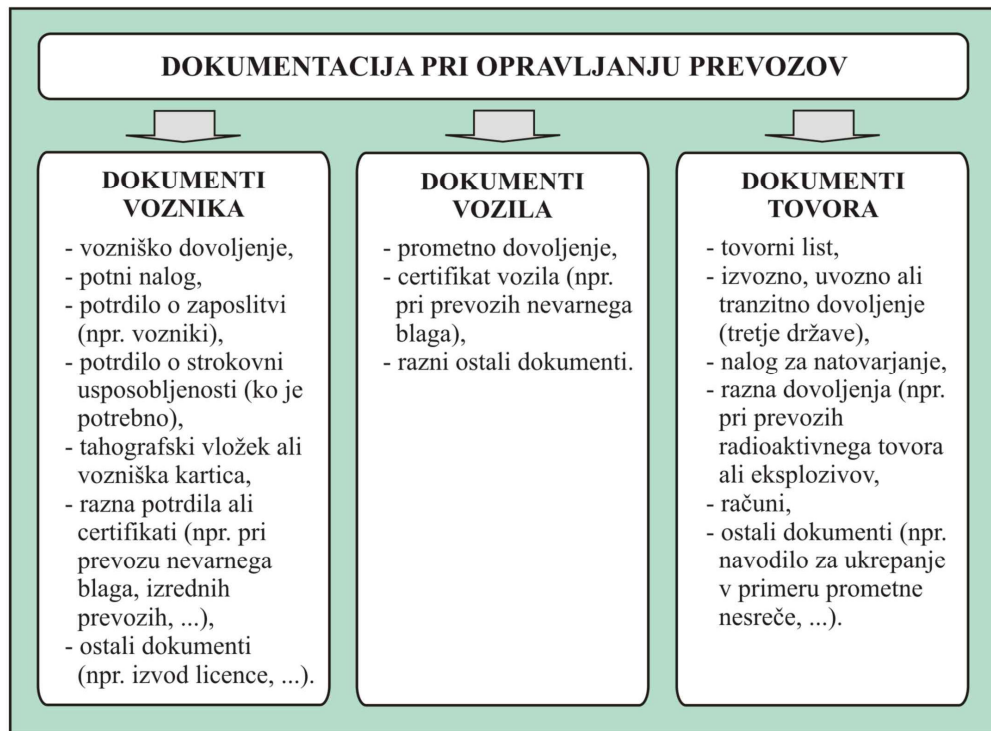 DOKUMENTACIJA PRI OPRAVLJANJU PREVOZOV
DOKUMENTI
VOZNIKA
- vozniško dovoljenje,
- potni nalog,
- potrdilo o zaposlitvi
(npr. vozniki),
- potrdilo o strokovni
usposobljenosti (ko je
potrebno),
- tahografski vložek ali
vozniška kartica,
- razna potrdila ali
certifikati (npr. pri
prevozu nevarnega
blaga, izrednih
prevozih, ...),
- ostali dokumenti
(npr. izvod licence, ...).
DOKUMENTI
VOZILA
- prometno dovoljenje,
- certifikat vozila (npr.
pri prevozih nevarnega
blaga),
- razni ostali dokumenti.
DOKUMENTI
TOVORA
- tovorni list,
- izvozno, uvozno ali
tranzitno dovoljenje
(tretje države),
- nalog za natovarjanje,
- razna dovoljenja (npr.
pri prevozih
radioaktivnega tovora
ali eksplozivov,
- računi,
- ostali dokumenti (npr.
navodilo za ukrepanje
v primeru prometne
nesreče, ...).